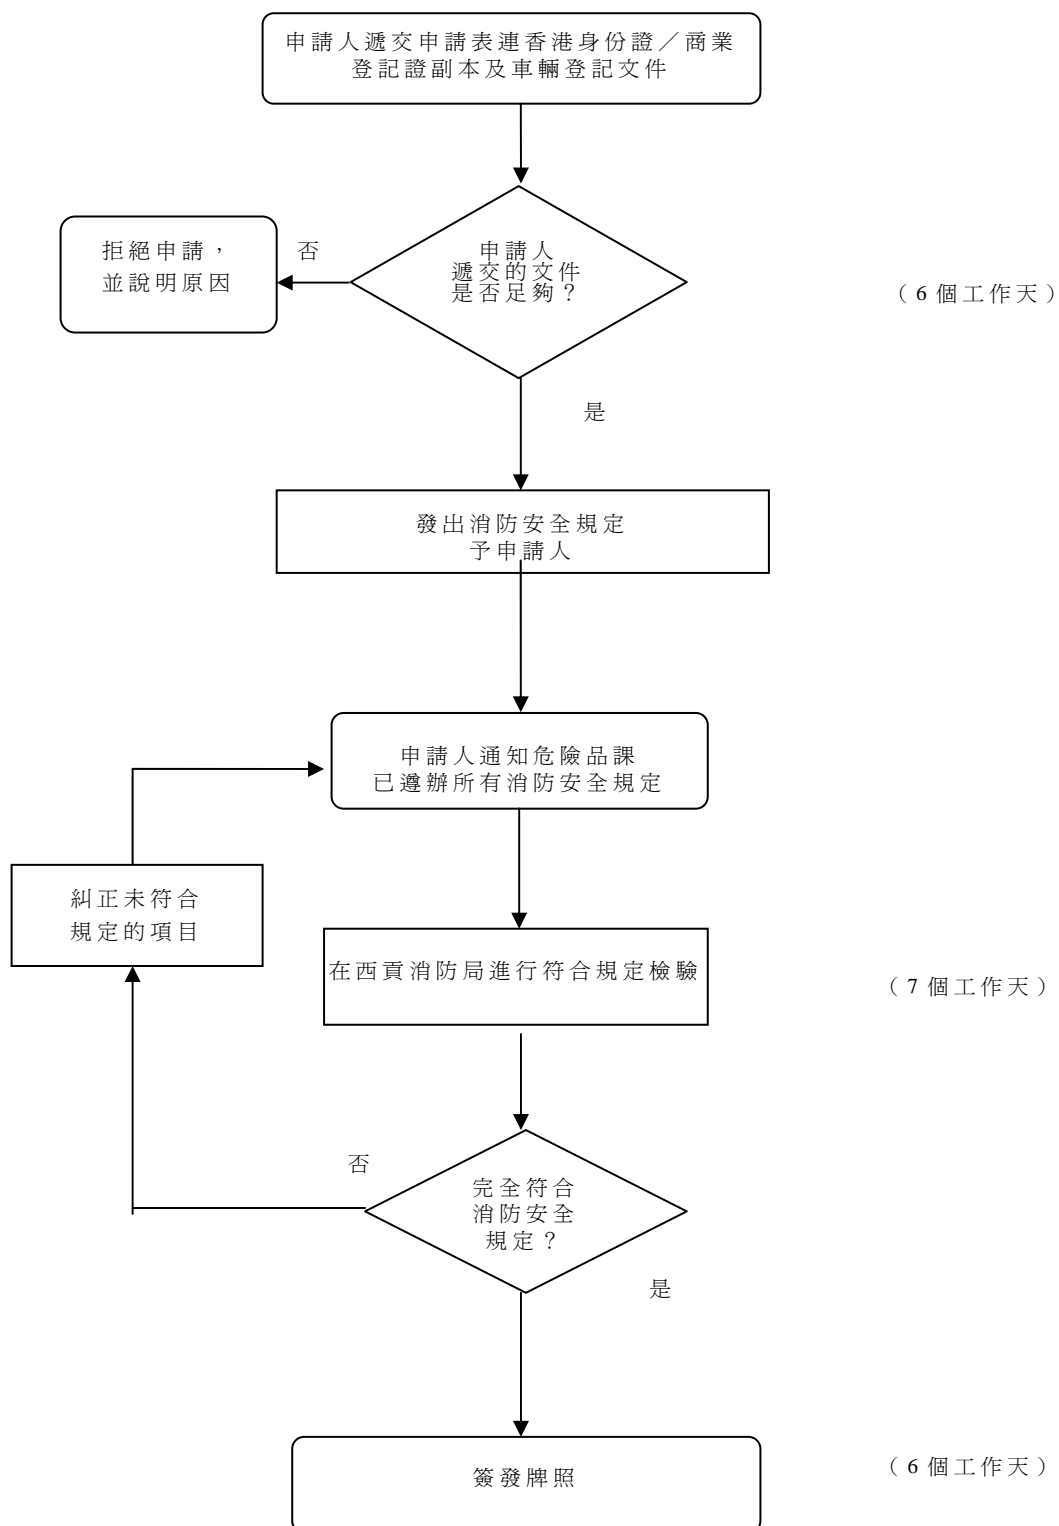 申請人遞交申請表連香港身份證／商業
登記證副本及車輛登記文件
拒絕申請，
並說明原因
否
申請人
遞交的文件
是否足夠？
（6個工作天）
是
發出消防安全規定
予申請人
申請人通知危險品課
已遵辦所有消防安全規定
糾正未符合
規定的項目
在西貢消防局進行符合規定檢驗
（7個工作天）
否
完全符合
消防安全
規定？
是
簽發牌照
（6個工作天）